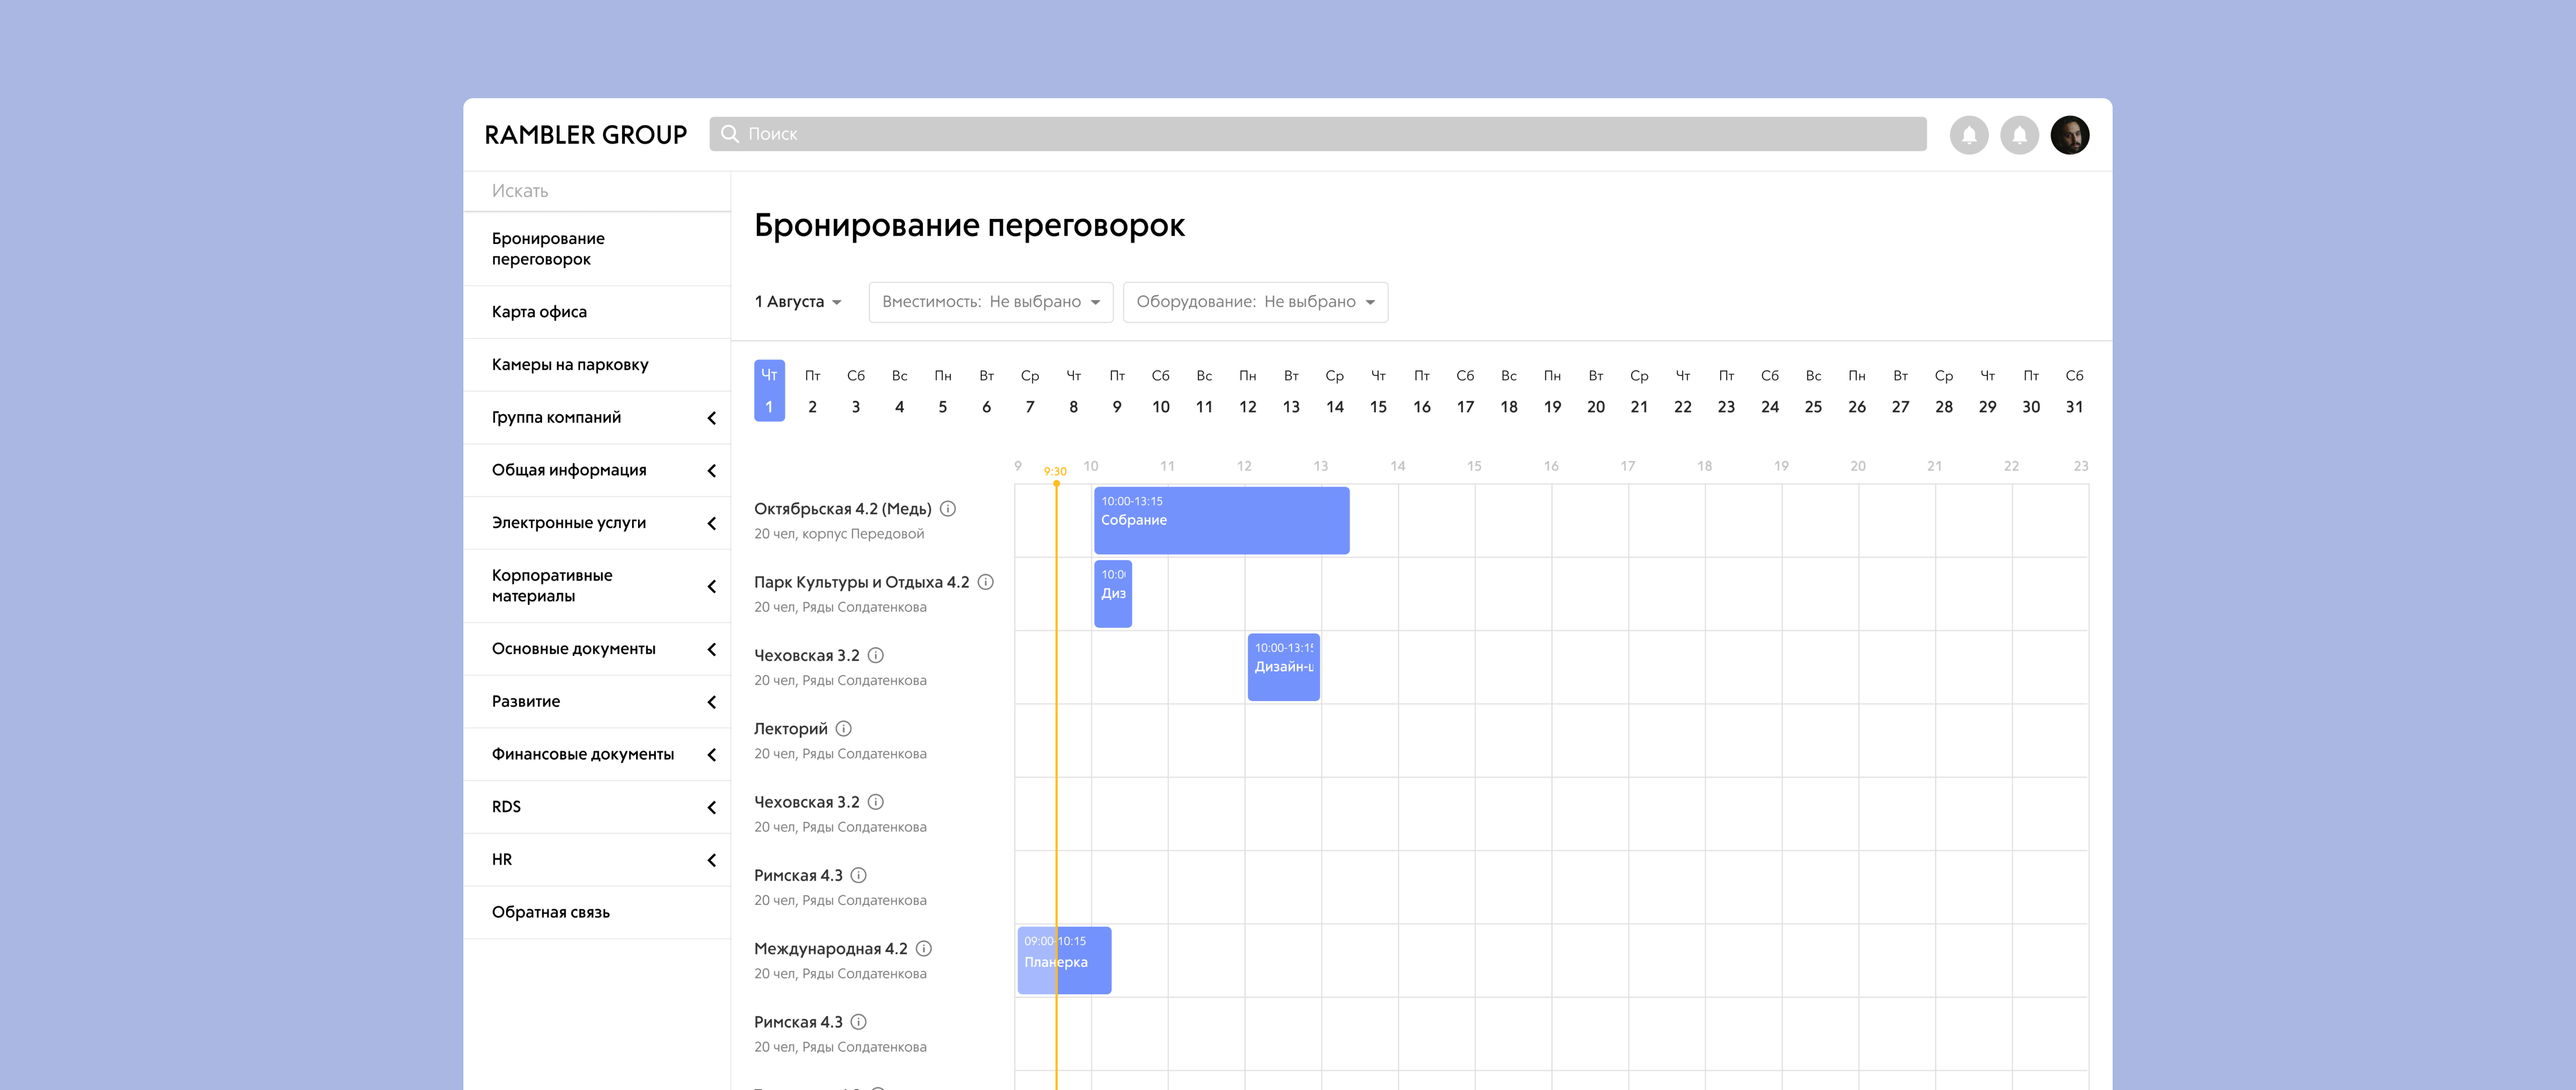 RAMBLER GROUP
Поиск
Искать
Бронирование
переговорок
Карта офиса
Камеры на парковку
Группа компаний
Общая информация
Электронные услуги
Корпоративные
материалы
Основные документы
Развитие
Финансовые документы
RDS
HR
Обратная связь
Бронирование переговорок
1 Августа
Вместимость: Не выбрано
Оборудование: Не выбрано
Чт Пт Сб Вс Пн Вт Ср Чт Пт Сб Вс Пн Вт Ср Чт Пт Сб Вс Пн Вт Ср Чт Пт Сб Вс Пн Вт Ср Чт Пт Сб
1 2 3 4 5 6 7 8 9 10 11 12 13 14 15 16 17 18 19 20 21 22 23 24 25 26 27 28 29 30 31
9 9:30 10 11 12 13 14 15 16 17 18 19 20 21 22 23
Октябрьская 4.2 (Медь)
20 чел, корпус Передовой
10:00-13:15
Собрание
Парк Культуры и Отдыха 4.2
20 чел, Ряды Солдатенкова
10:0
Диз
Чеховская 3.2
20 чел, Ряды Солдатенкова
10:00-13:15
Дизайн-
Лекторий
20 чел, Ряды Солдатенкова
Чеховская 3.2
20 чел, Ряды Солдатенкова
Римская 4.3
20 чел, Ряды Солдатенкова
Международная 4.2
20 чел, Ряды Солдатенкова
09:00-10:15
Планерка
Римская 4.3
20 чел, Ряды Солдатенкова